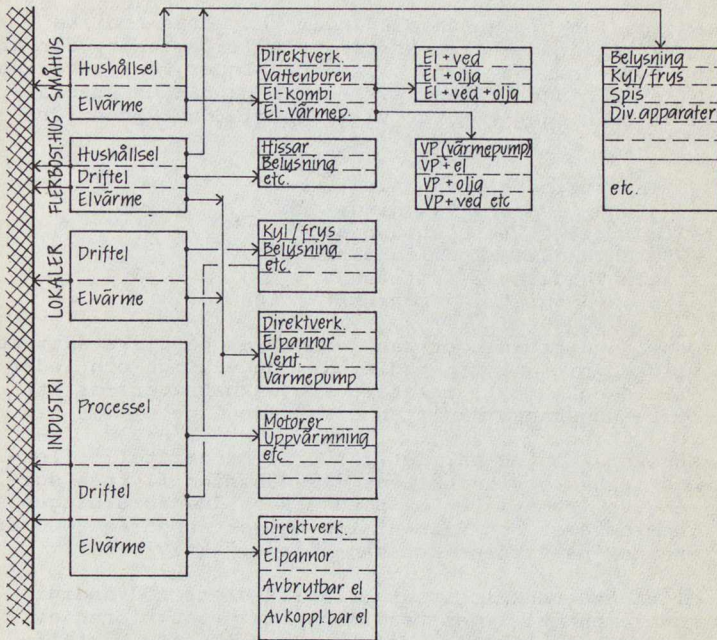 SMÅHUS
Hushållsel
Elvärme
FLERBOST.HUS
Hushållsel
Driftel
Elvärme
LOKALER
Driftel
Elvärme
INDUSTRI
Processel
Driftel
Elvärme
Direktverk.
Vattenburen
El-kombi
El-värmep.
Hissar
Belysning
etc.
Kyl/frys
Belysning
etc.
Direktverk.
Elpannor
Vent
Värmepump
Motorer
Uppvärmning
etc
Direktverk.
Elpannor
Avbrytbar el
Avkoppl.bar el
El + ved
El + olja
El + ved + olja
VP (värmepump)
VP + el
VP + olja
VP + ved etc
Belysning
Kyl/frys
Spis
Div. apparater
etc.